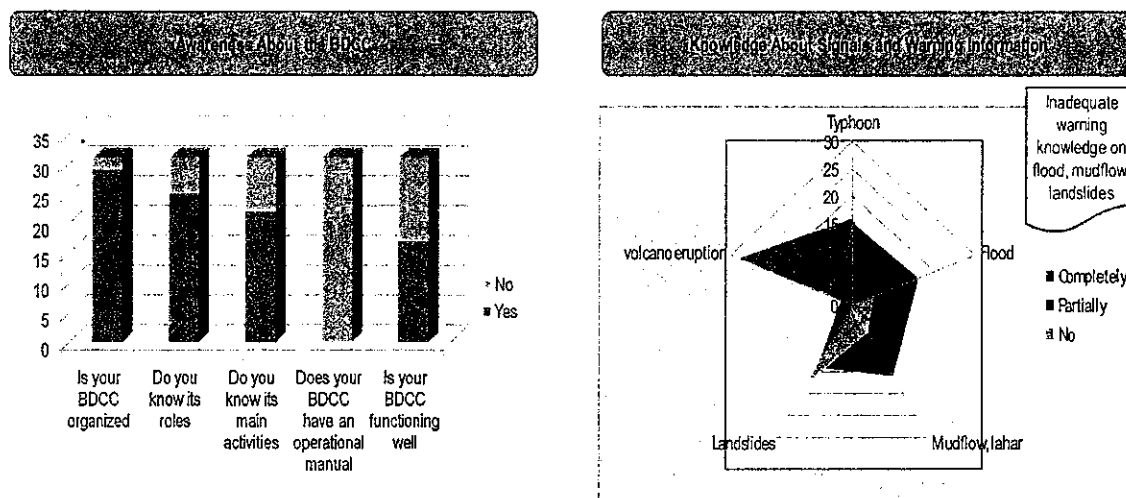 Awareness About the BDCC
35
30
25
20
15
10
5
0
No
Yes
Is your
BDCC
organized
Do you
know its
roles
Do you
know its
main
activities
Does your
BDCC
have an
operational
manual
Is your
BDCC
functioning
well
Knowledge About Signals and Warning Information
Inadequate
warning
knowledge on
flood, mudflow
landslides
Typhoon
30
25
20
15
0
volcano eruption
Flood
Completely
Partially
No
Landslides
Mudflow, lahar